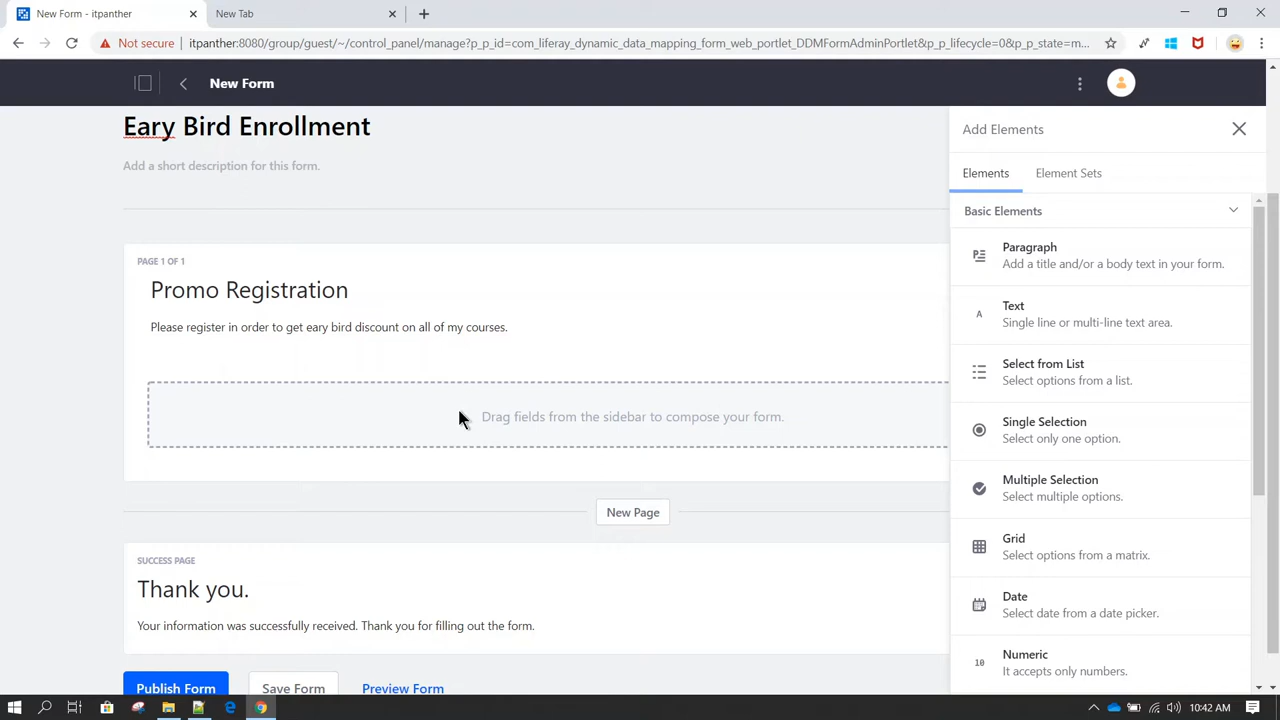 New Form - itpanther
New Tab
Not secure
itpanther:8080/group/guest/~/control_panel/manage?p_p_id=com_liferay_dynamic_data_mapping_form_web_portlet_DDMFormAdminPortlet&p_p_lifecycle=0&p_p_state=m...
New Form
Eary Bird Enrollment
Add a short description for this form.
PAGE 1 OF 1
Promo Registration
Please register in order to get eary bird discount on all of my courses.
Drag fields from the sidebar to compose your form.
New Page
SUCCESS PAGE
Thank you.
Your information was successfully received. Thank you for filling out the form.
Publish Form
Save Form
Preview Form
Add Elements
Elements
Element Sets
Basic Elements
Paragraph
Add a title and/or a body text in your form.
A
Text
Single line or multi-line text area.
Select from List
Select options from a list.
Single Selection
Select only one option.
Multiple Selection
Select multiple options.
Grid
Select options from a matrix.
Date
Select date from a date picker.
10
Numeric
It accepts only numbers.
10:42 AM